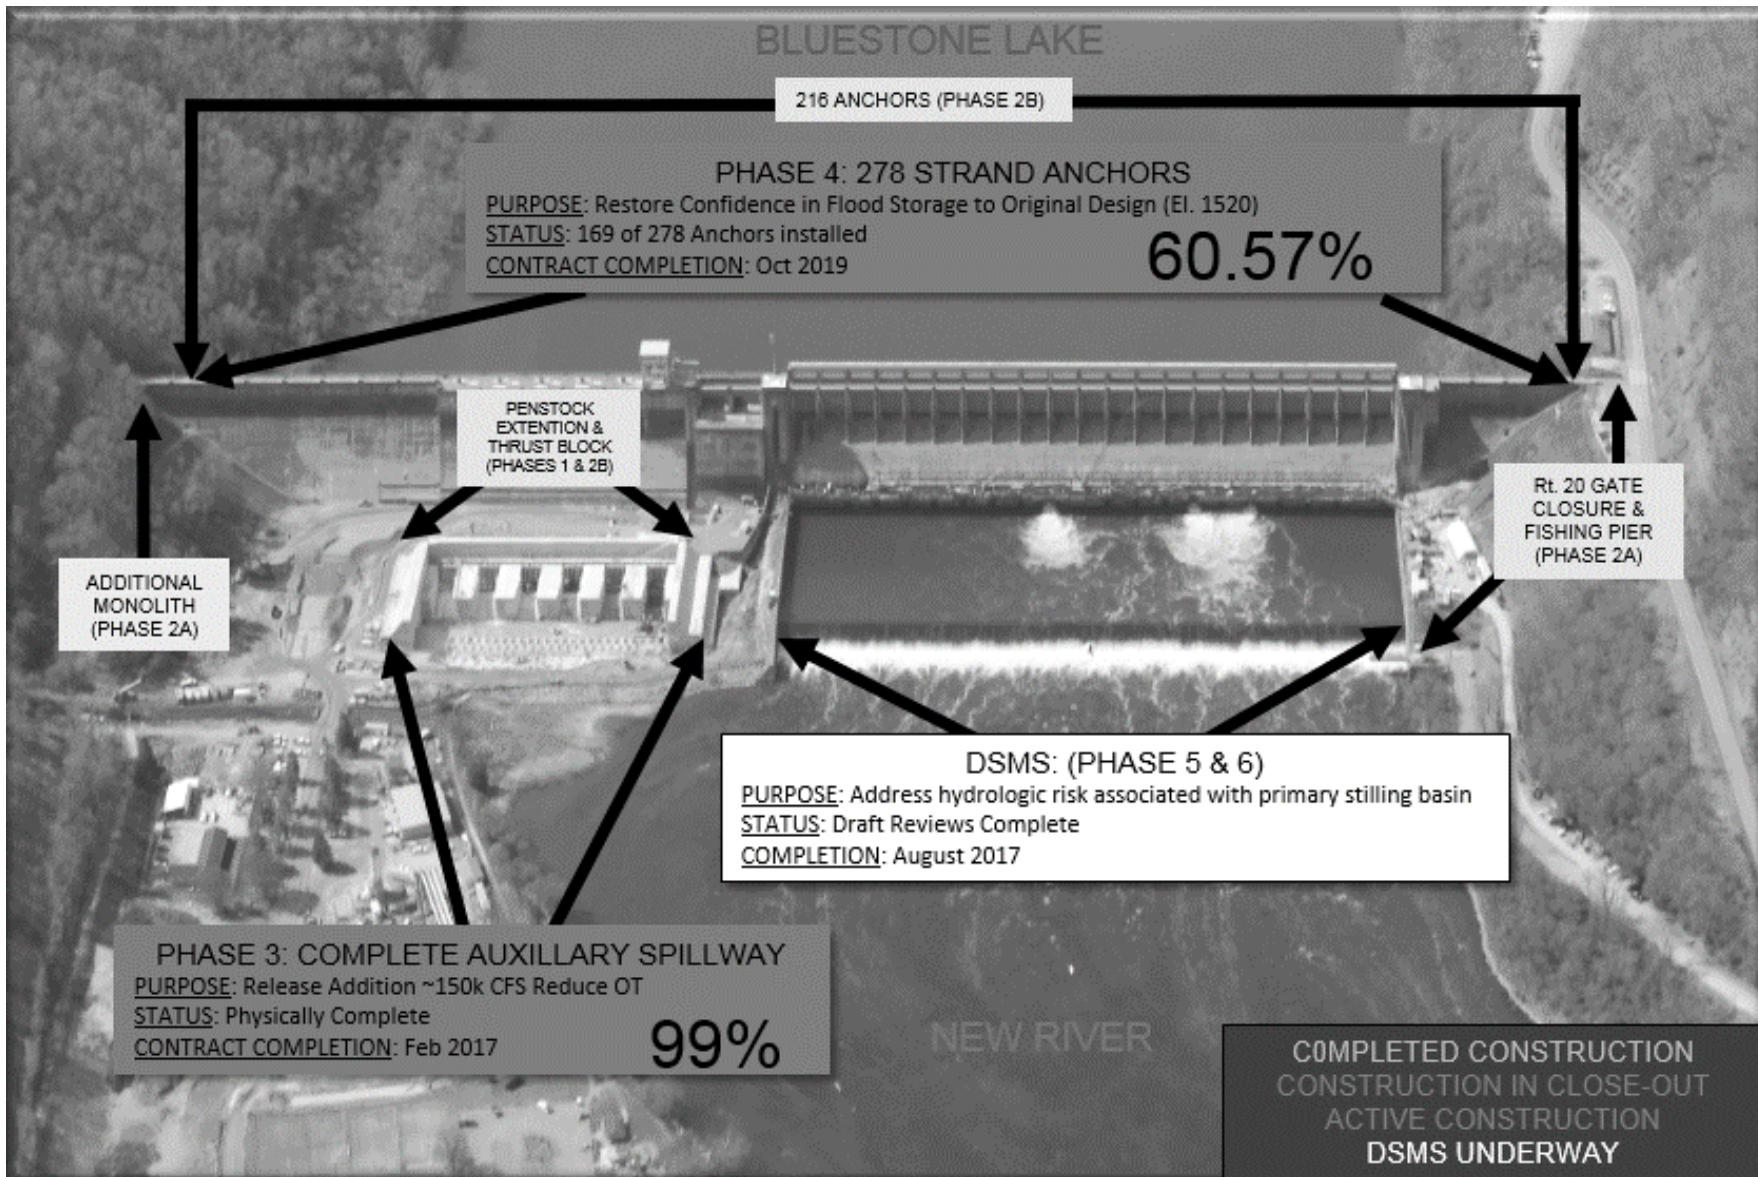 BLUESTONE LAKE
216 ANCHORS (PHASE 2B)
PHASE 4: 278 STRAND ANCHORS
PURPOSE: Restore Confidence in Flood Storage to Original Design (El. 1520)
STATUS: 169 of 278 Anchors installed
CONTRACT COMPLETION: Oct 2019
60.57%
PENSTOCK
EXTENTION &
THRUST BLOCK
(PHASES 1 & 2B)
Rt. 20 GATE
CLOSURE &
FISHING PIER
(PHASE 2A)
ADDITIONAL
MONOLITH
(PHASE 2A)
DSMS: (PHASE 5 & 6)
PURPOSE: Address hydrologic risk associated with primary stilling basin
STATUS: Draft Reviews Complete
COMPLETION: August 2017
PHASE 3: COMPLETE AUXILLARY SPILLWAY
PURPOSE: Release Addition ~150k CFS Reduce OT
STATUS: Physically Complete
CONTRACT COMPLETION: Feb 2017
99%
NEW RIVER
C0MPLETED CONSTRUCTION
CONSTRUCTION IN CLOSE-OUT
ACTIVE CONSTRUCTION
DSMS UNDERWAY